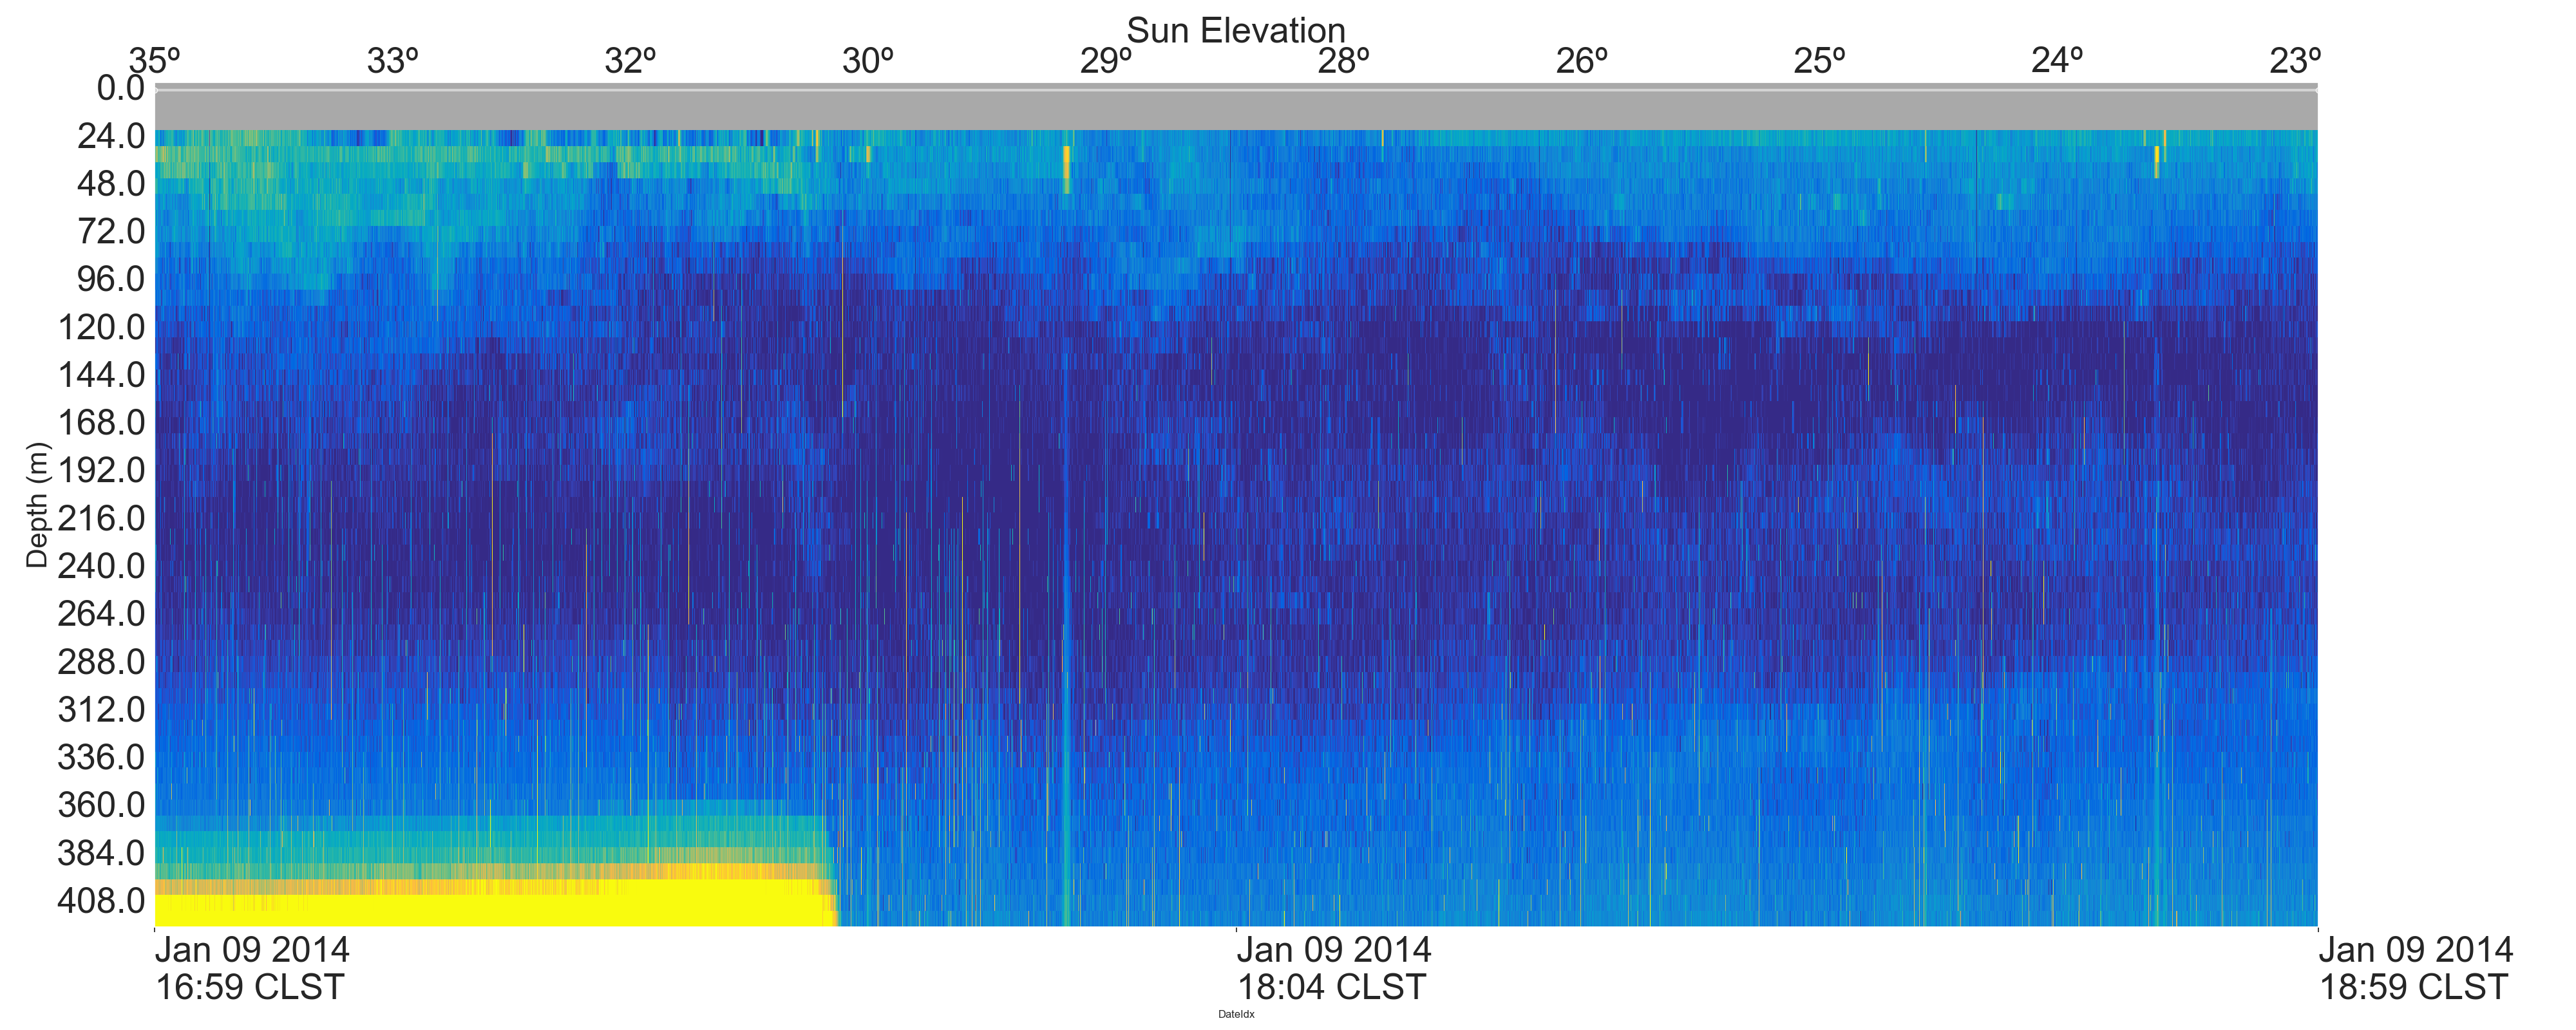 Sun Elevation
35º 33º 32º 30º 29º 28º 26º 25º 24º 23º
0.0
24.0
48.0
72.0
96.0
120.0
144.0
168.0
192.0
216.0
240.0
264.0
288.0
312.0
336.0
360.0
384.0
408.0
Depth (m)
Jan 09 2014
16:59 CLST
Jan 09 2014
18:04 CLST
Jan 09 2014
18:59 CLST
DateIdx